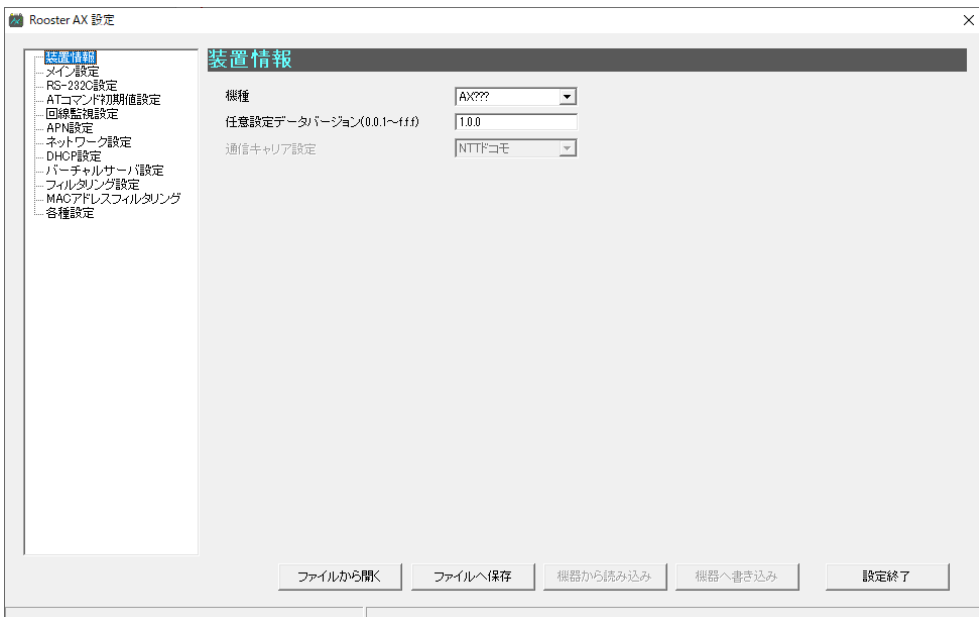 Rooster AX 設定
装置情報
メイン設定
RS-232C設定
ATコマンド初期値設定
回線監視設定
APN設定
ネットワーク設定
DHCP設定
バーチャルサーバ設定
フィルタリング設定
MACアドレスフィルタリング
各種設定
装置情報
機種 AX???
任意設定データバージョン(0.0.1～f.f.f) 1.0.0
通信キャリア設定 NTTドコモ
ファイルから開く ファイルへ保存 機器から読み込み 機器へ書き込み 設定終了